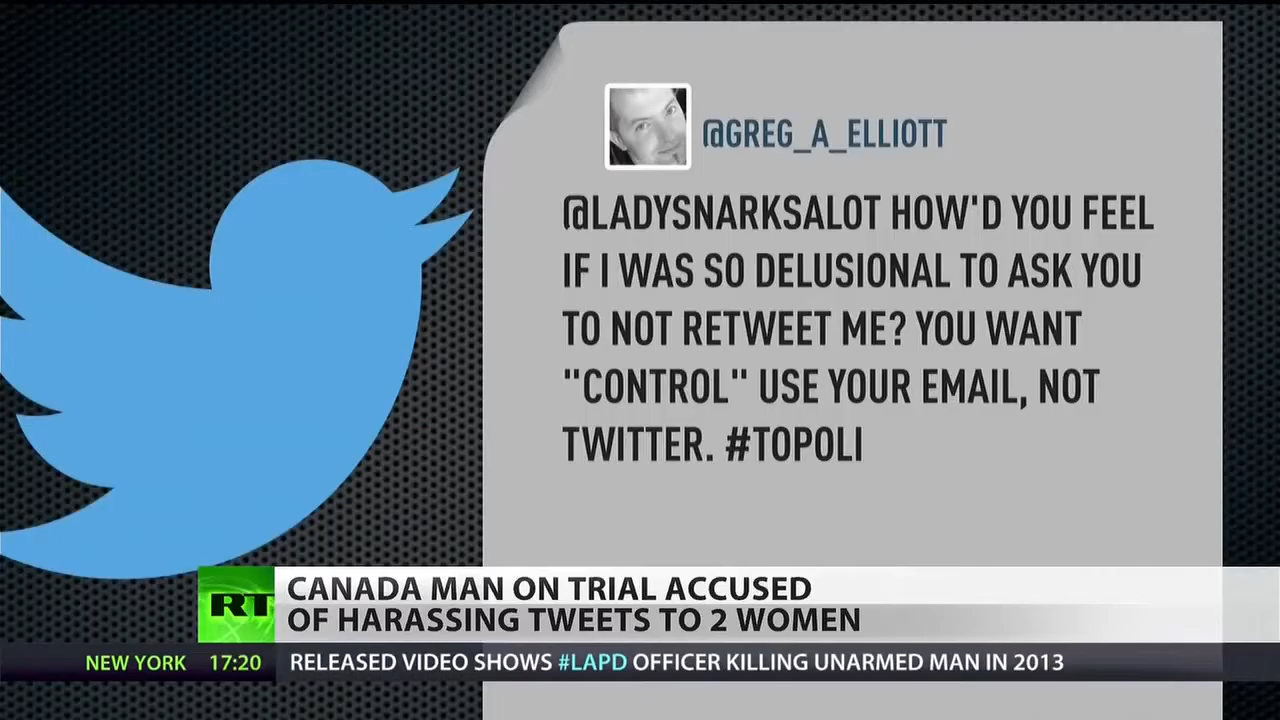 @GREG_A_ELLIOTT
@LADYSNARKSALOT HOW'D YOU FEEL
IF I WAS SO DELUSIONAL TO ASK YOU
TO NOT RETWEET ME? YOU WANT
"CONTROL" USE YOUR EMAIL, NOT
TWITTER. #TOPOLI
RT
CANADA MAN ON TRIAL ACCUSED
OF HARASSING TWEETS TO 2 WOMEN
NEW YORK 17:20 RELEASED VIDEO SHOWS #LAPD OFFICER KILLING UNARMED MAN IN 2013